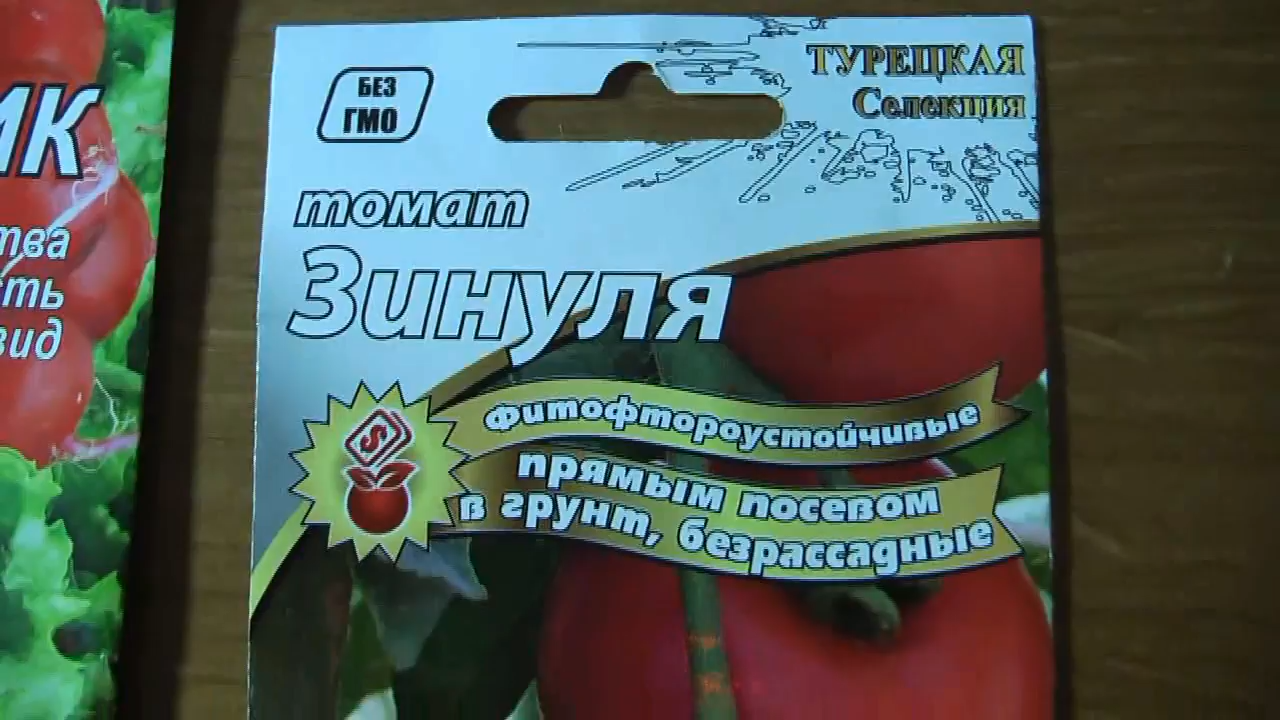 БЕЗ
ГМО
ТУРЕЦКАЯ
Селекция
томат
Зинуля
фитофтороустойчивые
прямым посевом
в грунт, безрассадные
ИК
тва
сть
вид